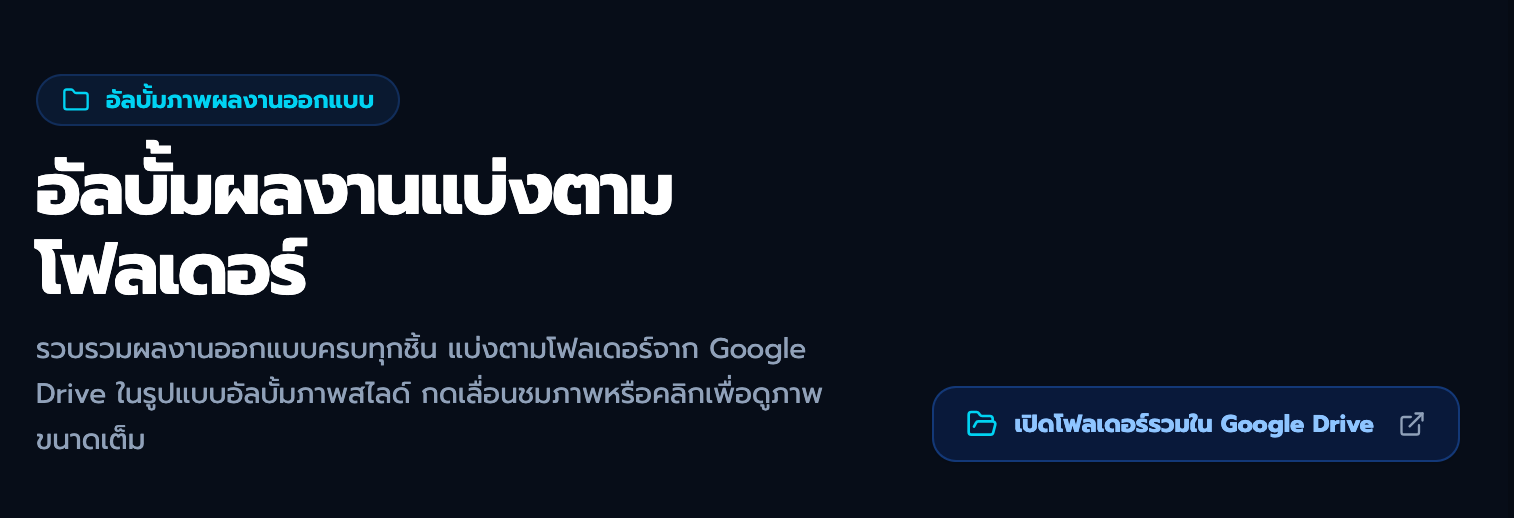 อัลบั้มภาพผลงานออกแบบ
อัลบั้มผลงานแบ่งตาม
โฟลเดอร์
รวบรวมผลงานออกแบบครบทุกชิ้น แบ่งตามโฟลเดอร์จาก Google
Drive ในรูปแบบอัลบั้มภาพสไลด์ กดเลื่อนชมภาพหรือคลิกเพื่อดูภาพ
ขนาดเต็ม
เปิดโฟลเดอร์รวมใน Google Drive